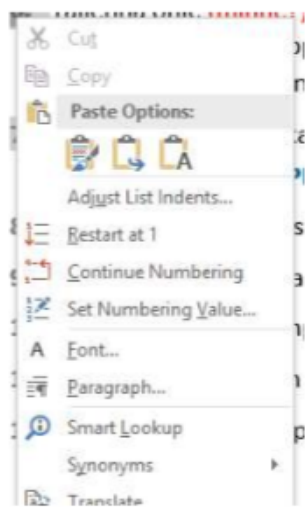 Cut
Copy
Paste Options:
Adjust List Indents...
Restart at 1
Continue Numbering
Set Numbering Value...
A Font...
Paragraph...
Smart Lookup
Synonyms
Translate